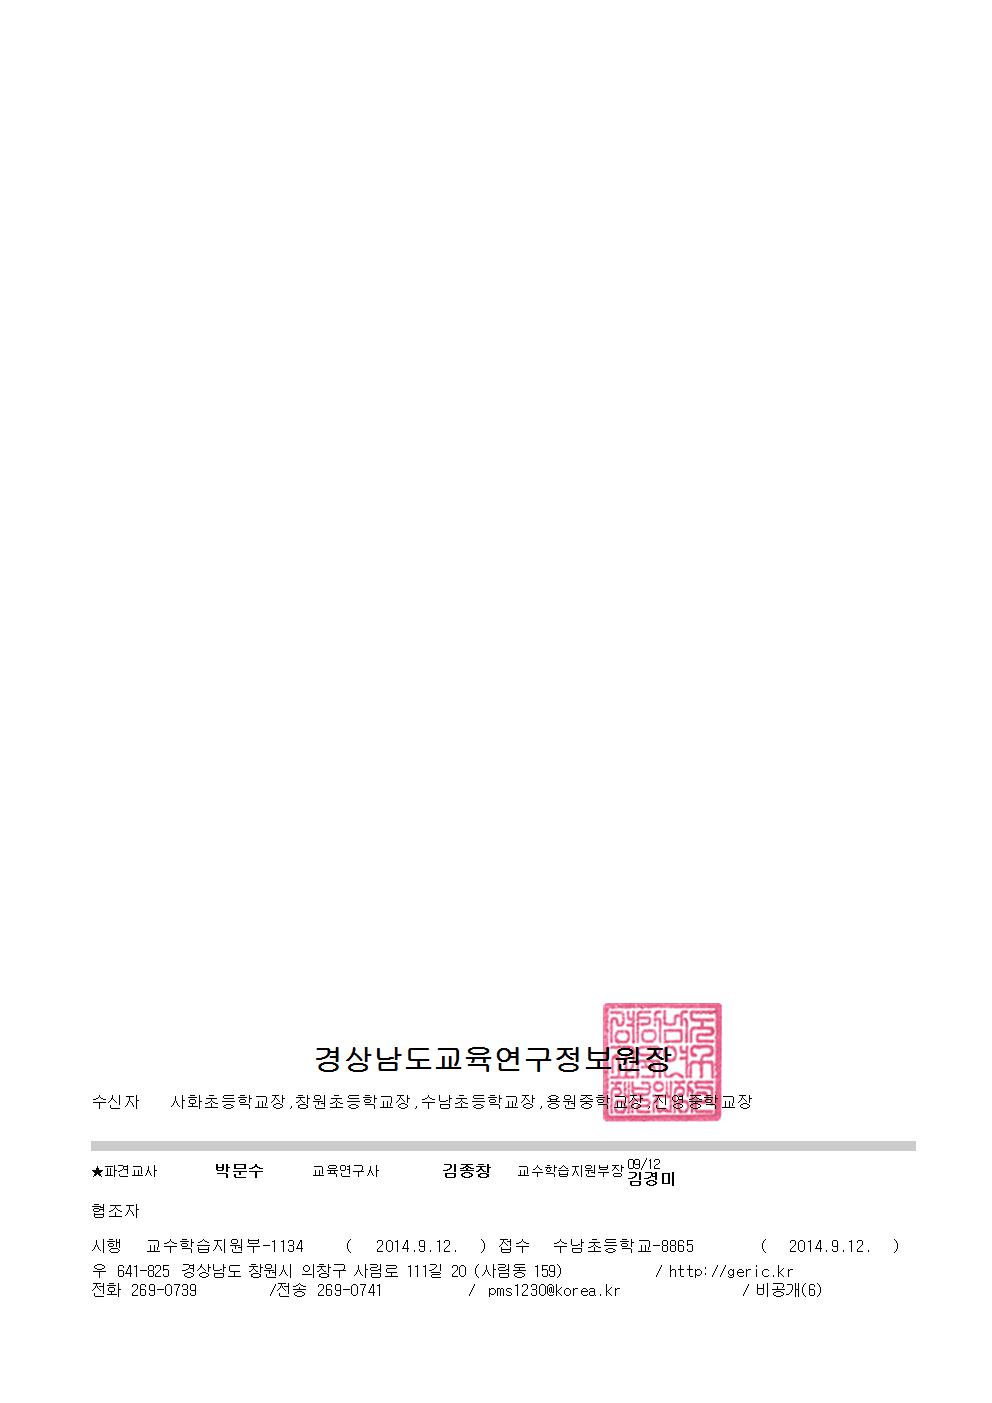 경상남도교육연구정보원장
수신자 사화초등학교장,창원초등학교장,수남초등학교장,용원중학교장,진영중학교장
★파견교사 박문수 교육연구사 김종창 교수학습지원부장 09/12 김경미
협조자
시행 교수학습지원부-1134 ( 2014.9.12. ) 접수 수남초등학교-8865 ( 2014.9.12. )
우 641-825 경상남도 창원시 의창구 사림로 111길 20 (사림동 159) / http://geric.kr
전화 269-0739 /전송 269-0741 / pms1230@korea.kr / 비공개(6)